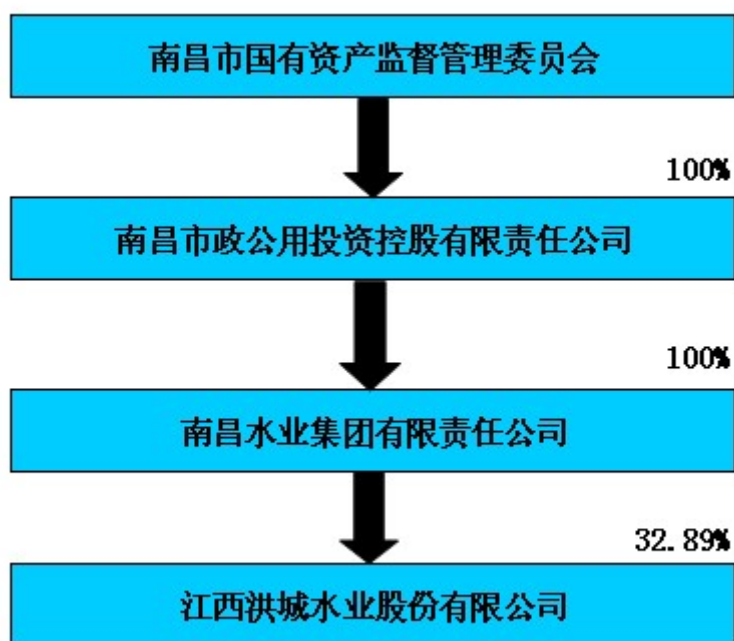 南昌市国有资产监督管理委员会
100%
南昌市政公用投资控股有限责任公司
100%
南昌水业集团有限责任公司
32.89%
江西洪城水业股份有限公司